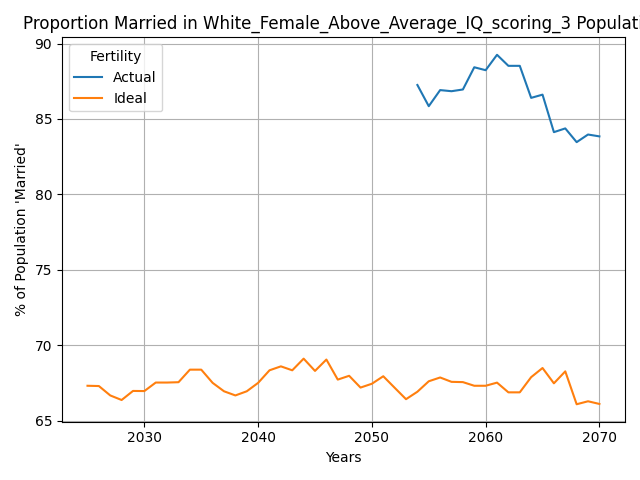 Proportion Married in White_Female_Above_Average_IQ_scoring_3 Populati
90
85
80
75
70
65
% of Population 'Married'
Fertility
Actual
Ideal
2030
2040
2050
2060
2070
Years